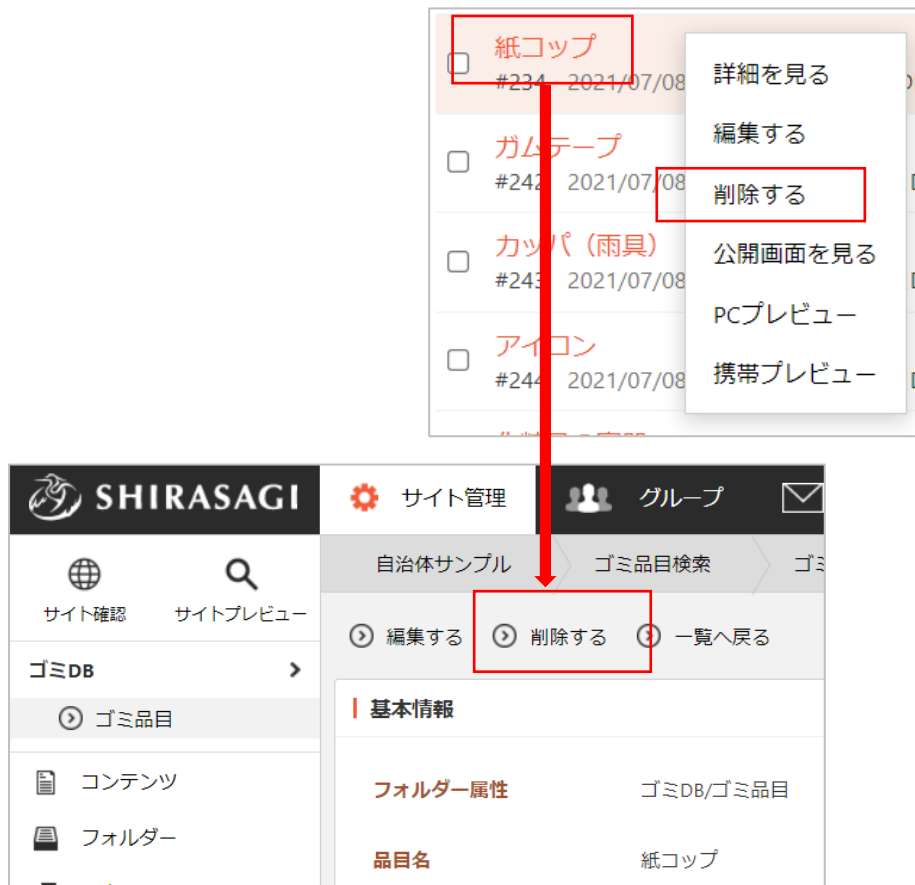 紙コップ
#234 2021/07/08
ガムテープ
#242 2021/07/08
カッパ（雨具）
#243 2021/07/08
アイコン
#244 2021/07/08
詳細を見る
編集する
削除する
公開画面を見る
PCプレビュー
携帯プレビュー
SHIRASAGI
サイト管理
グループ
自治体サンプル
ゴミ品目検索
サイト確認
サイトプレビュー
編集する
削除する
一覧へ戻る
ゴミDB
ゴミ品目
コンテンツ
フォルダー
基本情報
フォルダー属性 ゴミDB/ゴミ品目
品目名 紙コップ